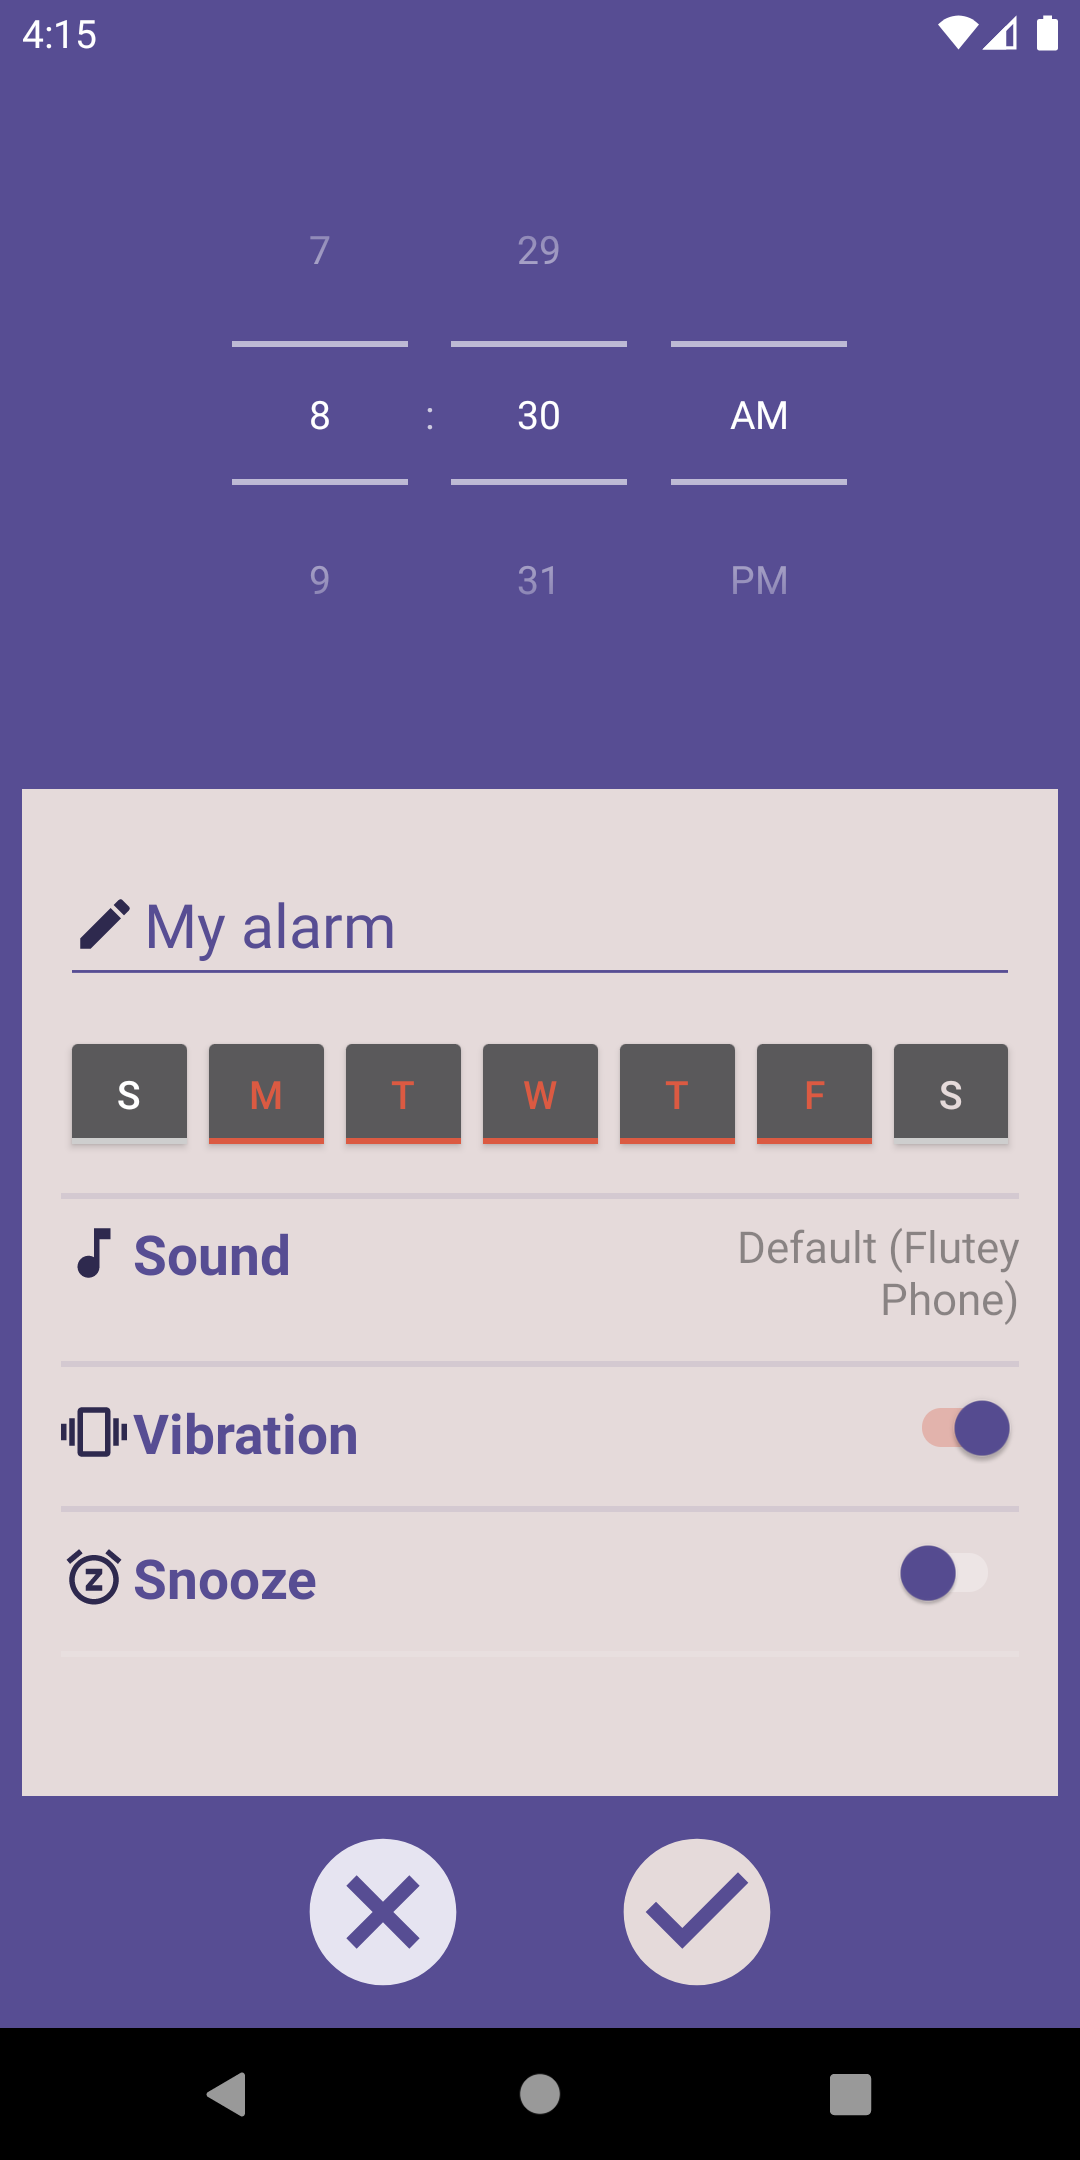 4:15
7 29
8 : 30 AM
9 31 PM
My alarm
S M T W T F S
Sound Default (Flutey
Phone)
Vibration
Snooze